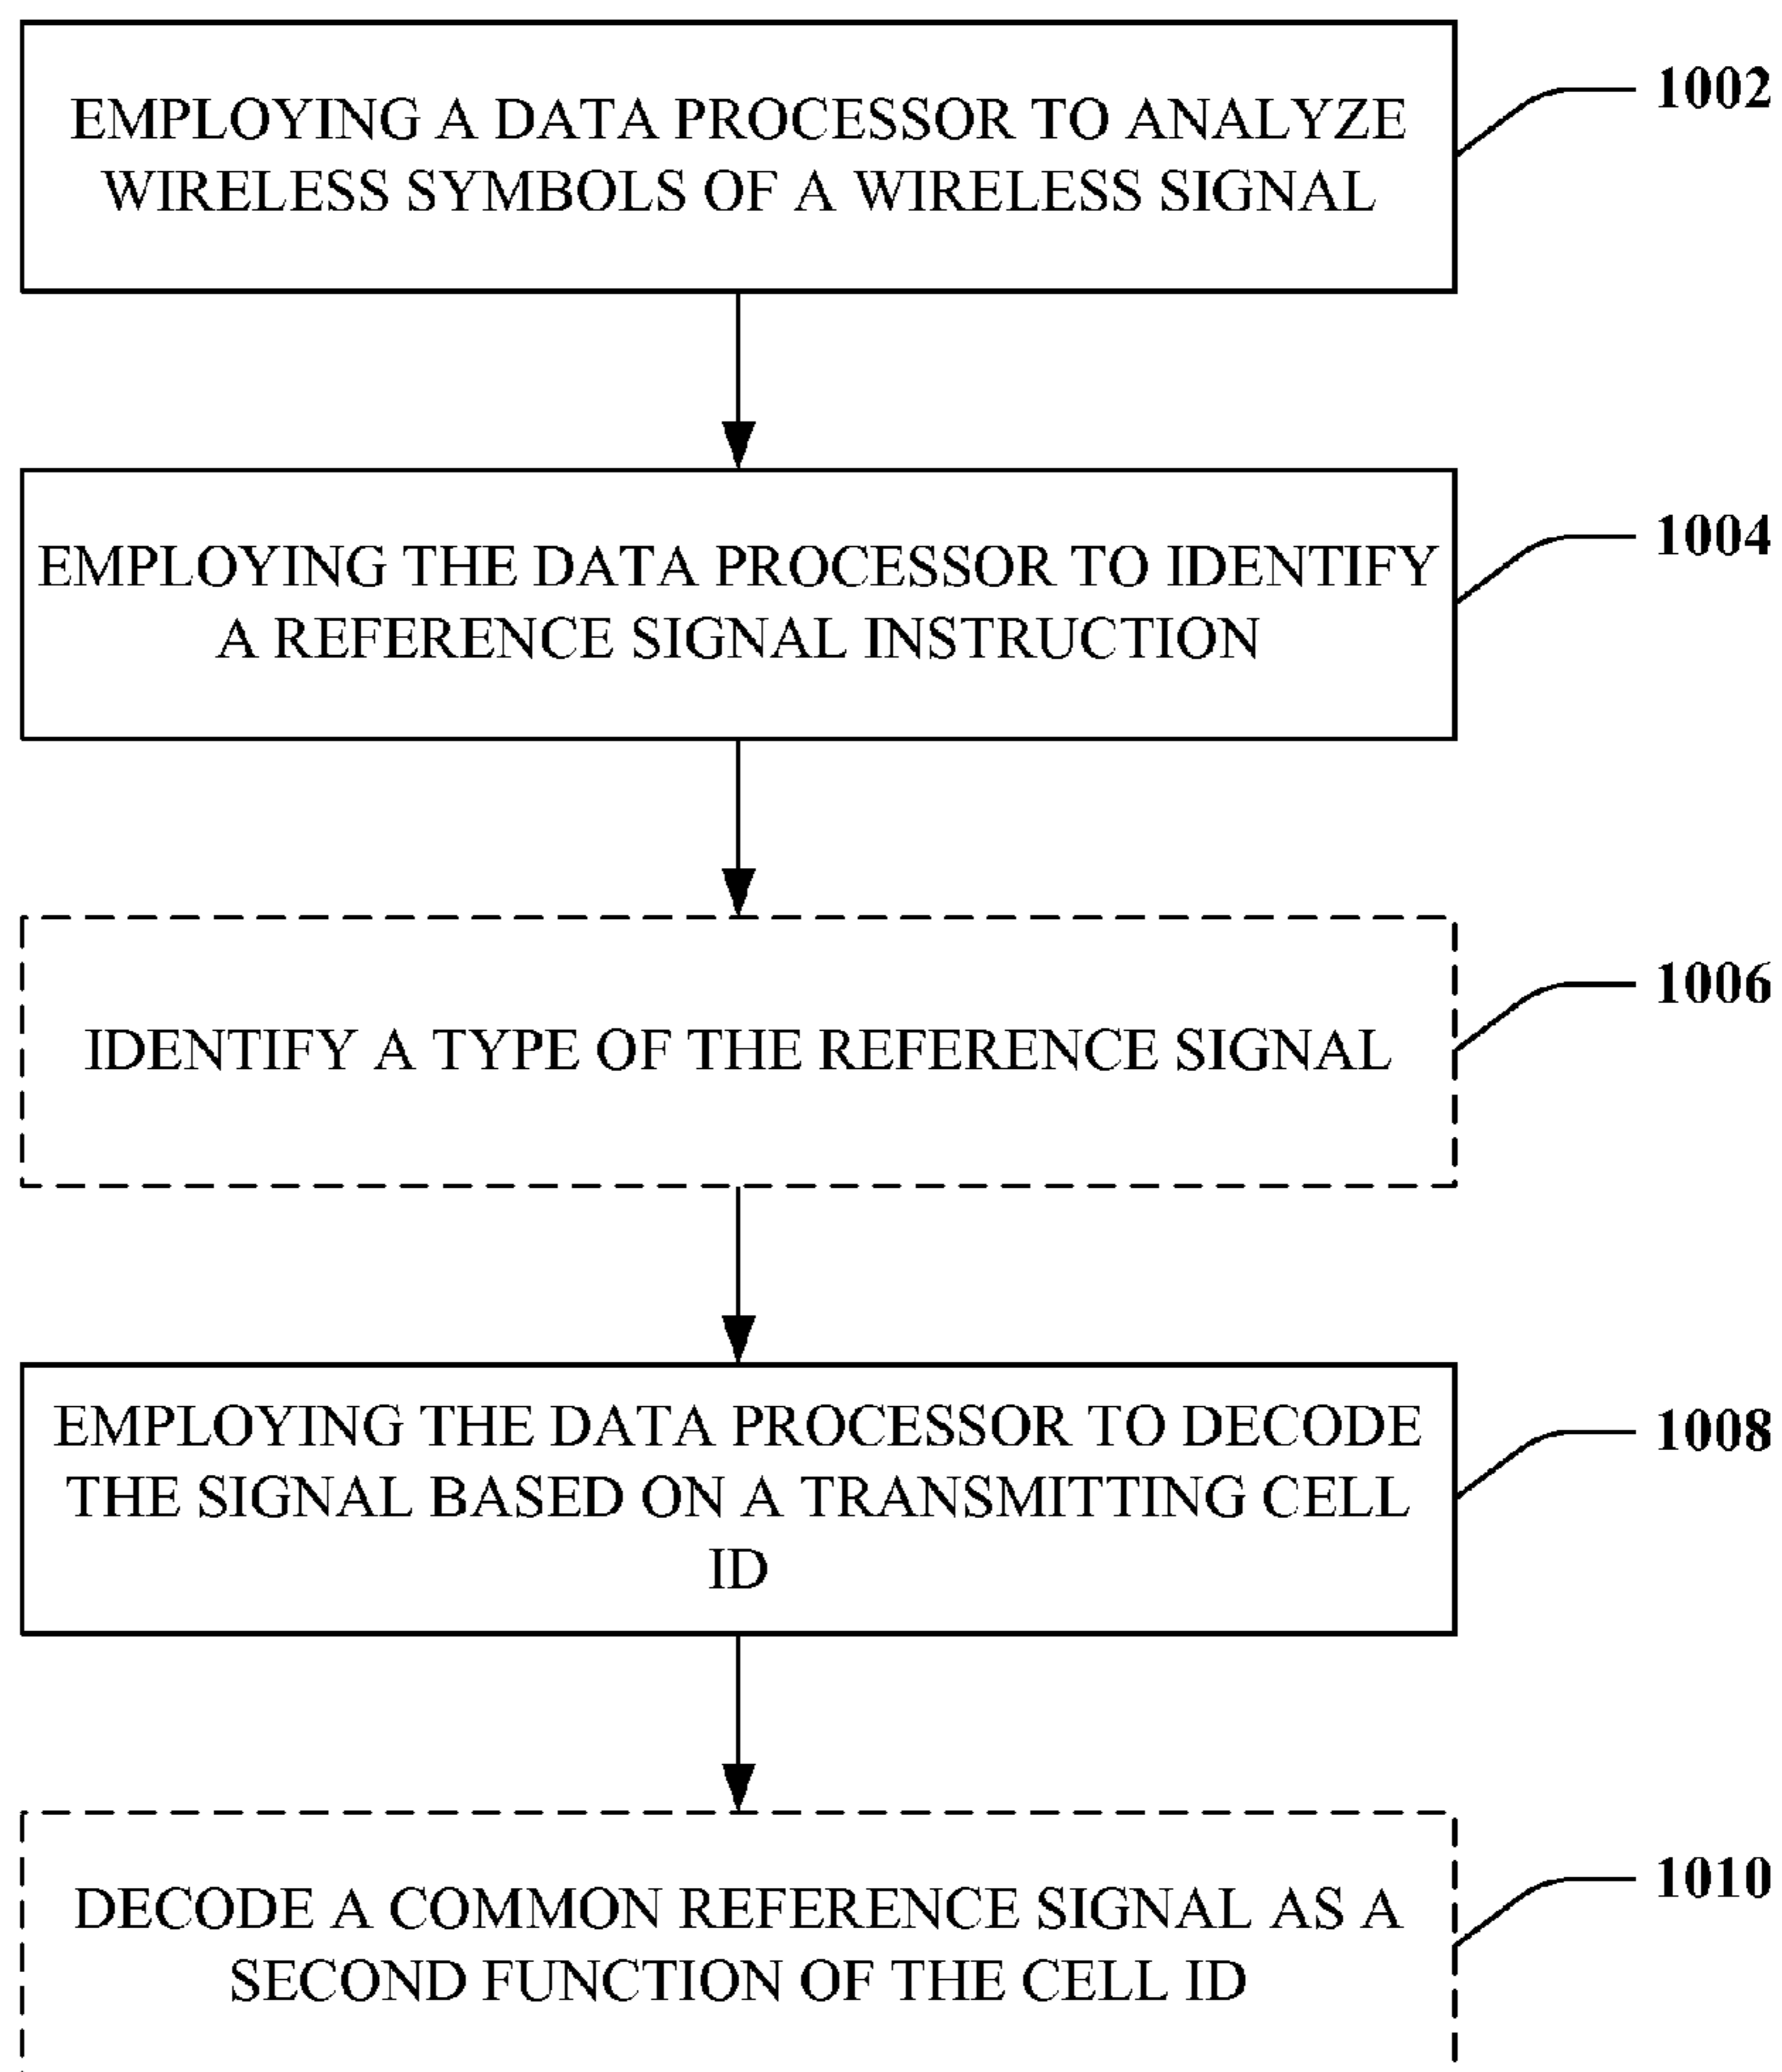 EMPLOYING A DATA PROCESSOR TO ANALYZE
WIRELESS SYMBOLS OF A WIRELESS SIGNAL
1002
EMPLOYING THE DATA PROCESSOR TO IDENTIFY
A REFERENCE SIGNAL INSTRUCTION
1004
IDENTIFY A TYPE OF THE REFERENCE SIGNAL
1006
EMPLOYING THE DATA PROCESSOR TO DECODE
THE SIGNAL BASED ON A TRANSMITTING CELL
ID
1008
DECODE A COMMON REFERENCE SIGNAL AS A
SECOND FUNCTION OF THE CELL ID
1010